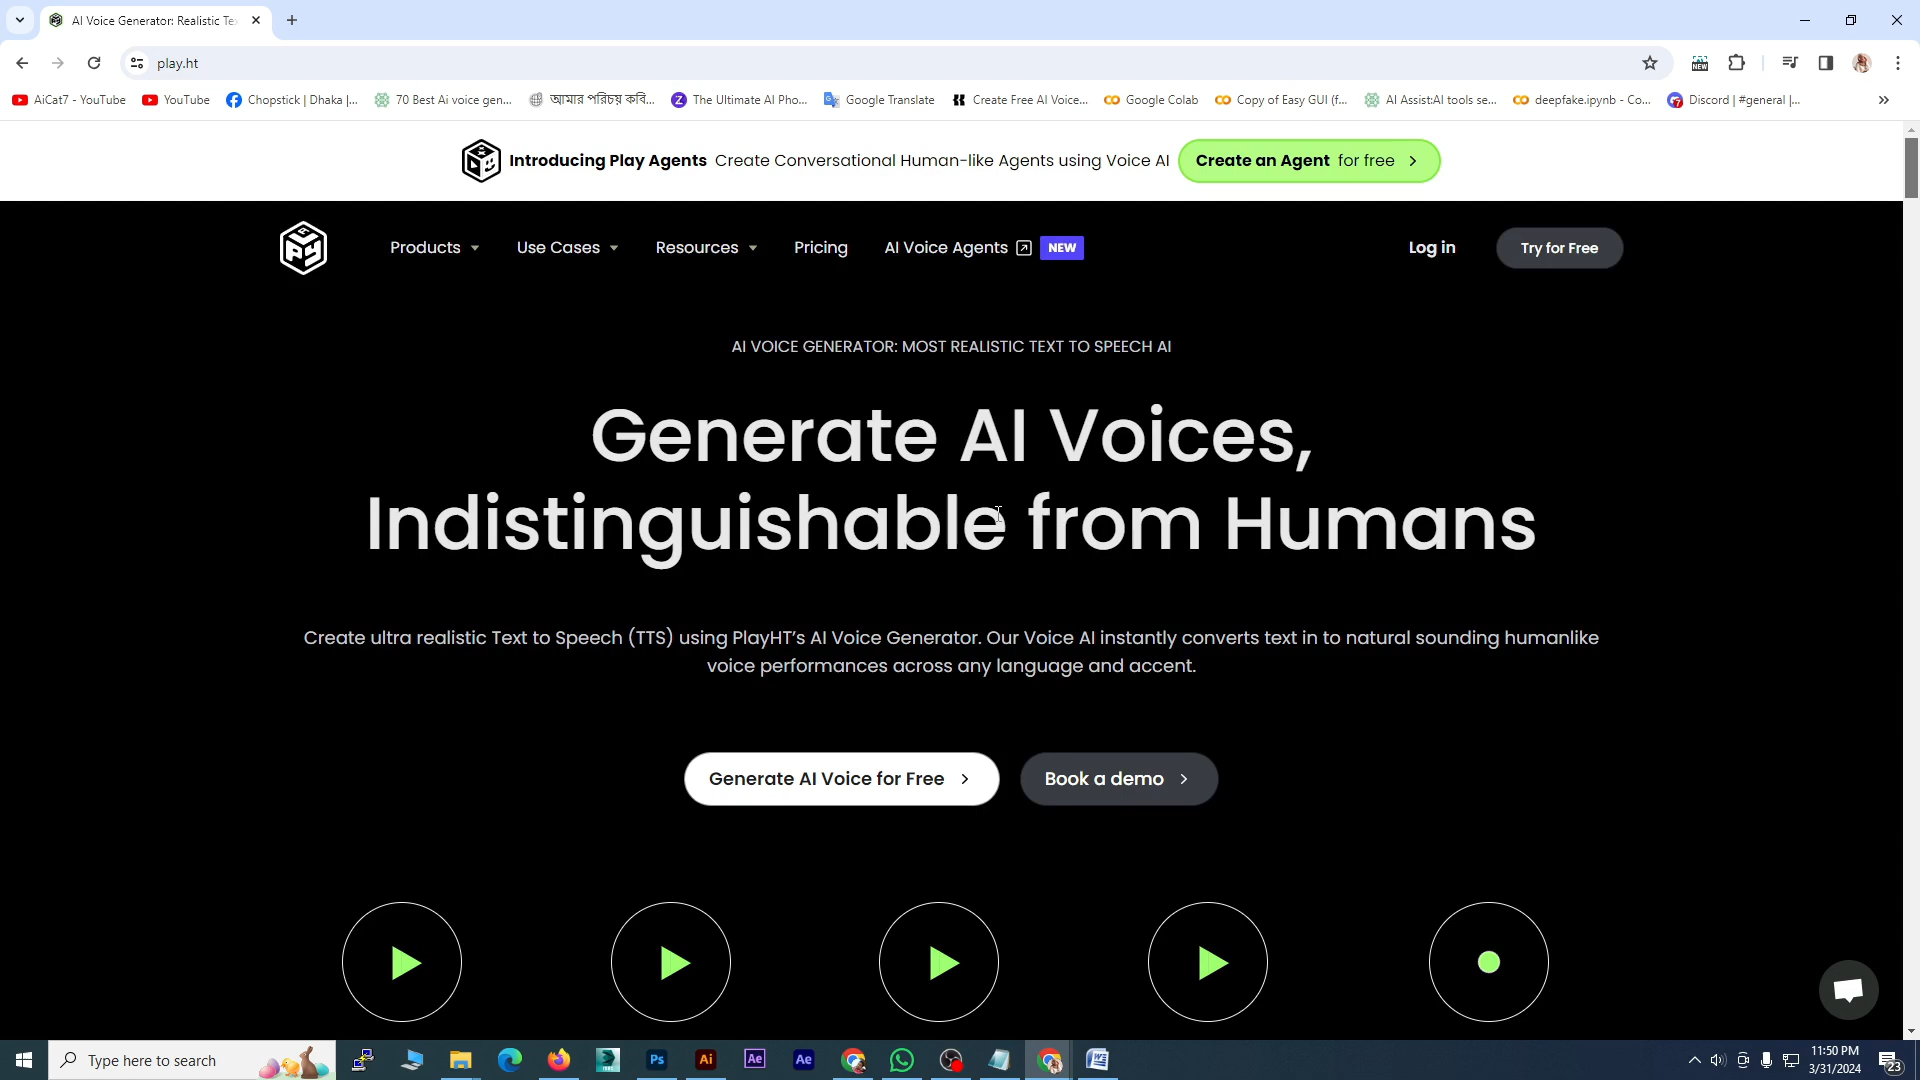 AI Voice Generator: Realistic Te
play.ht
AiCat7 - YouTube
YouTube
Chopstick | Dhaka |...
70 Best Ai voice gen...
আমার পরিচয় কবি...
The Ultimate AI Pho...
Google Translate
Create Free AI Voice...
Google Colab
Copy of Easy GUI (f...
AI Assist:AI tools se...
deepfake.ipynb - Co...
Discord | #general |...
Introducing Play Agents Create Conversational Human-like Agents using Voice AI Create an Agent for free
Products
Use Cases
Resources
Pricing
AI Voice Agents NEW
Log in
Try for Free
AI VOICE GENERATOR: MOST REALISTIC TEXT TO SPEECH AI
Generate AI Voices,
Indistinguishable from Humans
Create ultra realistic Text to Speech (TTS) using PlayHT's AI Voice Generator. Our Voice AI instantly converts text in to natural sounding humanlike
voice performances across any language and accent.
Generate AI Voice for Free
Book a demo
Type here to search
Ps
Ai
Ae
Ae
11:50 PM
3/31/2024
23